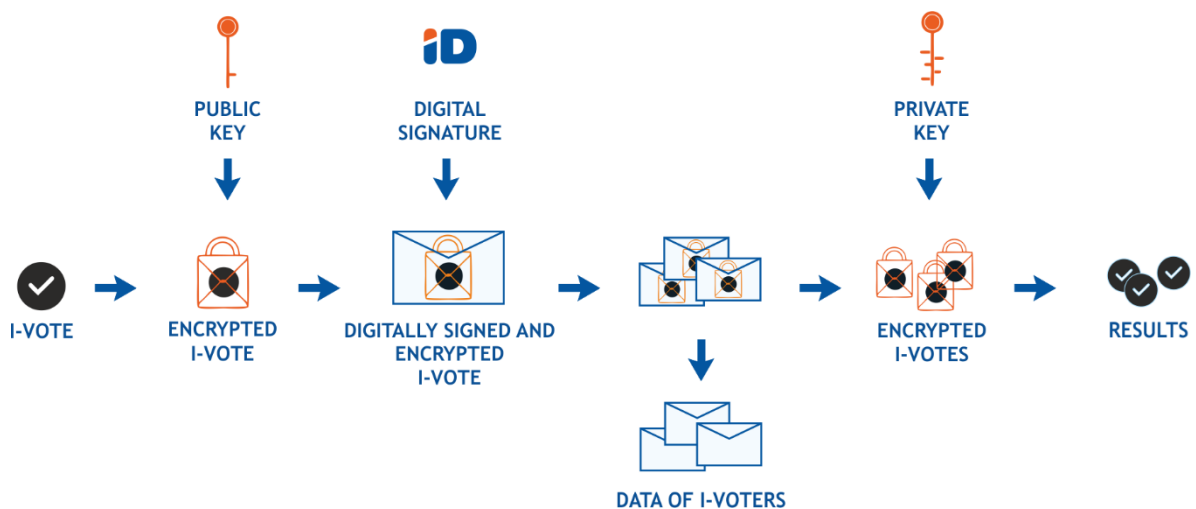 iD
PUBLIC
KEY
DIGITAL
SIGNATURE
PRIVATE
KEY
I-VOTE
ENCRYPTED
I-VOTE
DIGITALLY SIGNED AND
ENCRYPTED
I-VOTE
ENCRYPTED
I-VOTES
RESULTS
DATA OF I-VOTERS